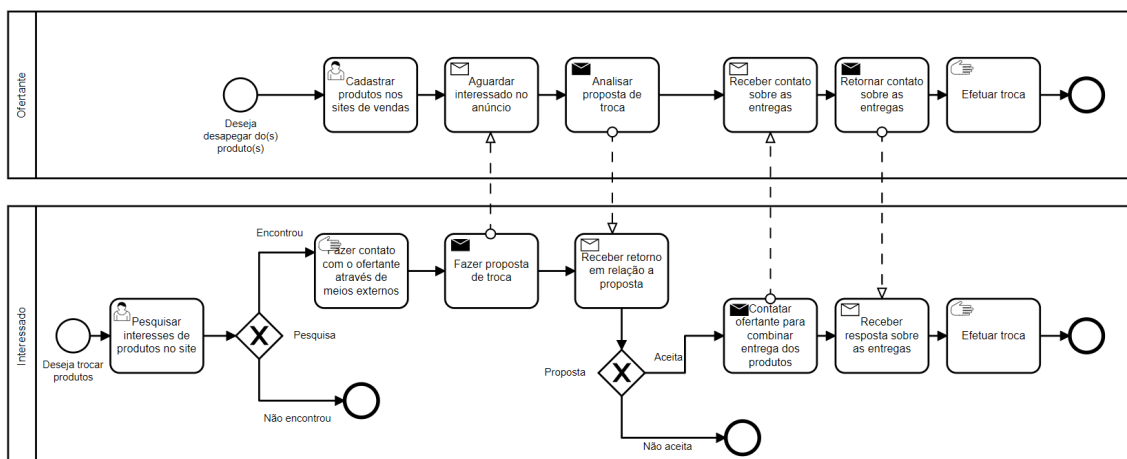 Ofertante
Deseja
desapegar do(s)
produto(s)
Cadastrar
produtos nos
sites de vendas
Aguardar
interessado no
anúncio
Analisar
proposta de
troca
Receber contato
sobre as
entregas
Retornar contato
sobre as
entregas
Efetuar troca
Interessado
Deseja trocar
produtos
Pesquisar
interesses de
produtos no site
Pesquisa
Encontrou
Não encontrou
Fazer contato
com o ofertante
através de
meios externos
Fazer proposta
de troca
Receber retorno
em relação a
proposta
Proposta
Aceita
Não aceita
Contatar
ofertante para
combinar
entrega dos
produtos
Receber
resposta sobre
as entregas
Efetuar troca